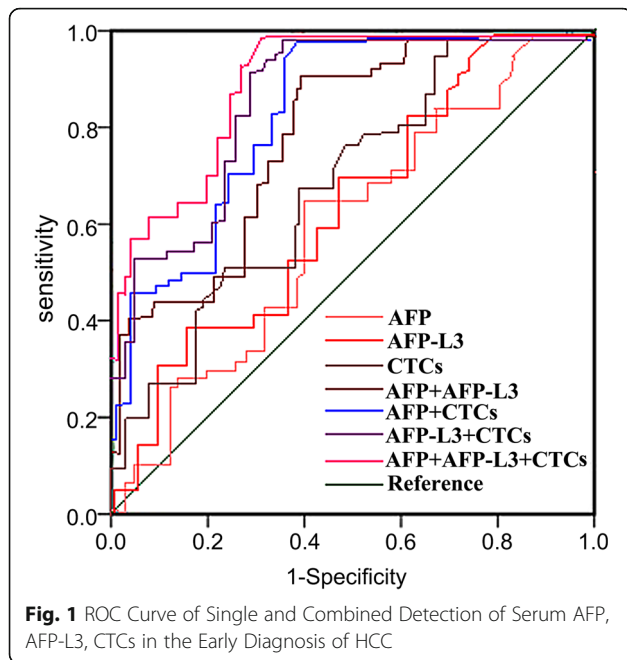 1.0
0.8
0.6
0.4
0.2
0.0
sensitivity
AFP
AFP-L3
CTCs
AFP+AFP-L3
AFP+CTCs
AFP-L3+CTCs
AFP+AFP-L3+CTCs
Reference
0.0 0.2 0.4 0.6 0.8 1.0
1-Specificity
Fig. 1 ROC Curve of Single and Combined Detection of Serum AFP,
AFP-L3, CTCs in the Early Diagnosis of HCC